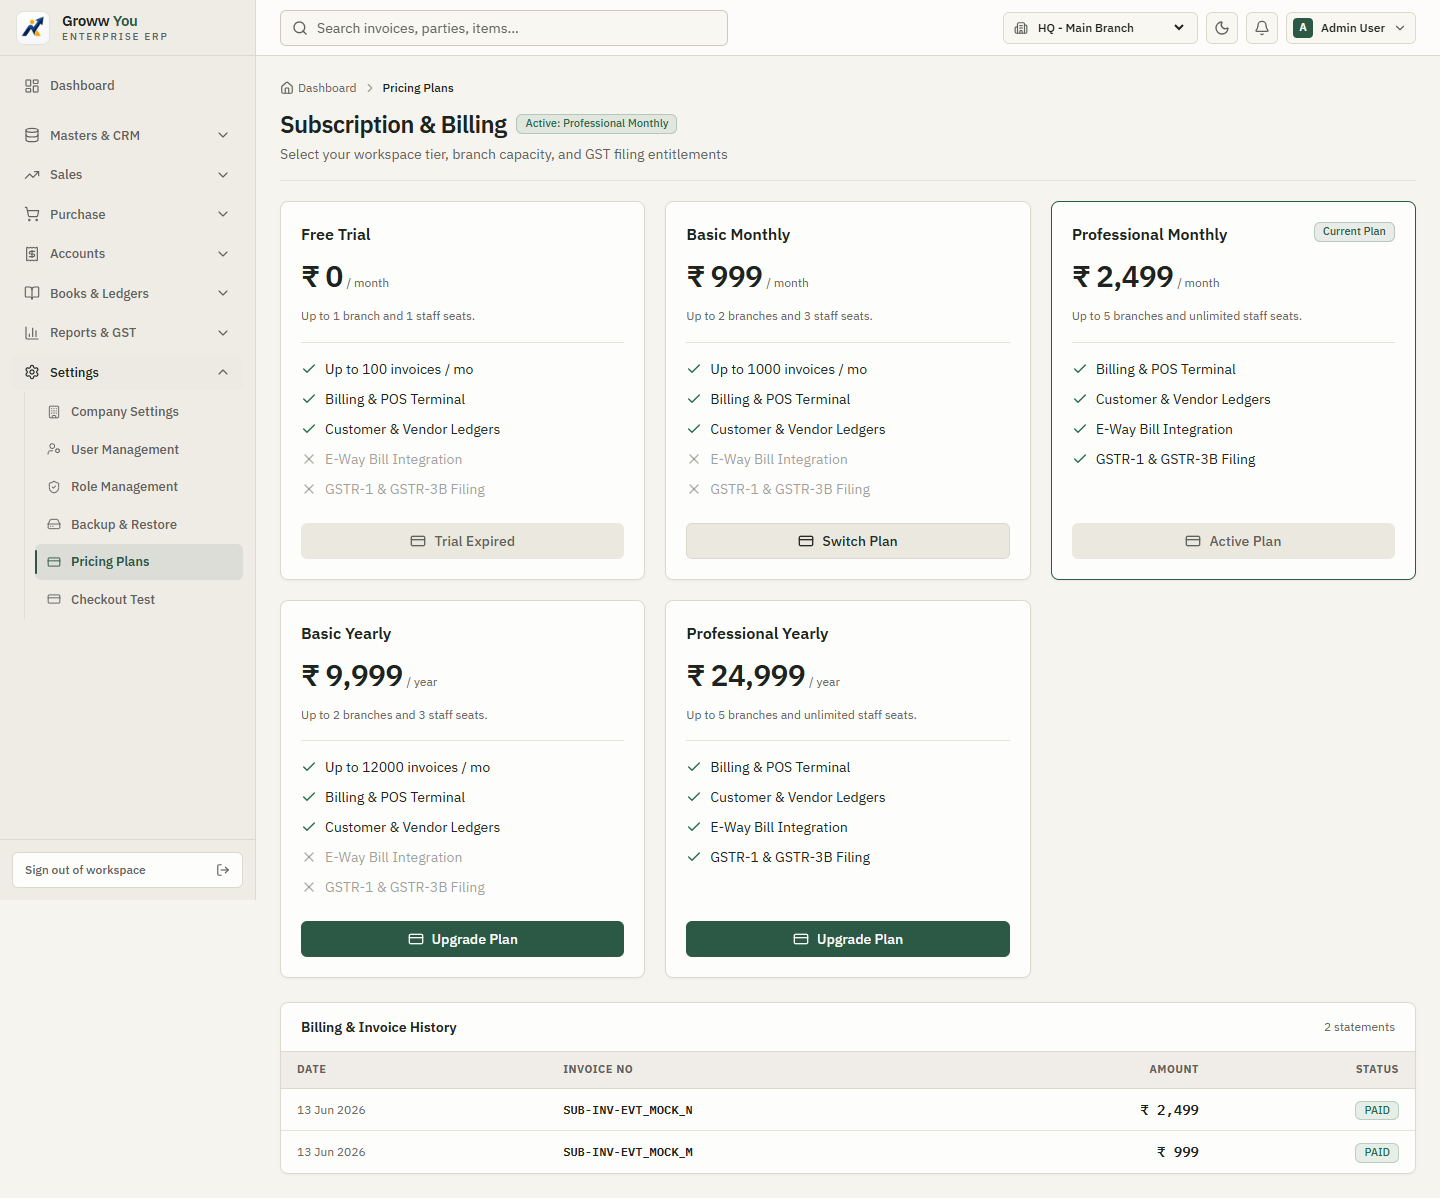 Groww You
ENTERPRISE ERP
Search invoices, parties, items...
HQ - Main Branch
A
Admin User
Dashboard
Masters & CRM
Sales
Purchase
Accounts
Books & Ledgers
Reports & GST
Settings
Company Settings
User Management
Role Management
Backup & Restore
Pricing Plans
Checkout Test
Sign out of workspace
Dashboard > Pricing Plans
Subscription & Billing
Active: Professional Monthly
Select your workspace tier, branch capacity, and GST filing entitlements
Free Trial
₹ 0 / month
Up to 1 branch and 1 staff seats.
Up to 100 invoices / mo
Billing & POS Terminal
Customer & Vendor Ledgers
E-Way Bill Integration
GSTR-1 & GSTR-3B Filing
Trial Expired
Basic Monthly
₹ 999 / month
Up to 2 branches and 3 staff seats.
Up to 1000 invoices / mo
Billing & POS Terminal
Customer & Vendor Ledgers
E-Way Bill Integration
GSTR-1 & GSTR-3B Filing
Switch Plan
Professional Monthly
Current Plan
₹ 2,499 / month
Up to 5 branches and unlimited staff seats.
Billing & POS Terminal
Customer & Vendor Ledgers
E-Way Bill Integration
GSTR-1 & GSTR-3B Filing
Active Plan
Basic Yearly
₹ 9,999 / year
Up to 2 branches and 3 staff seats.
Up to 12000 invoices / mo
Billing & POS Terminal
Customer & Vendor Ledgers
E-Way Bill Integration
GSTR-1 & GSTR-3B Filing
Upgrade Plan
Professional Yearly
₹ 24,999 / year
Up to 5 branches and unlimited staff seats.
Billing & POS Terminal
Customer & Vendor Ledgers
E-Way Bill Integration
GSTR-1 & GSTR-3B Filing
Upgrade Plan
Billing & Invoice History
2 statements
DATE INVOICE NO AMOUNT STATUS
13 Jun 2026 SUB-INV-EVT_MOCK_N ₹ 2,499 PAID
13 Jun 2026 SUB-INV-EVT_MOCK_M ₹ 999 PAID